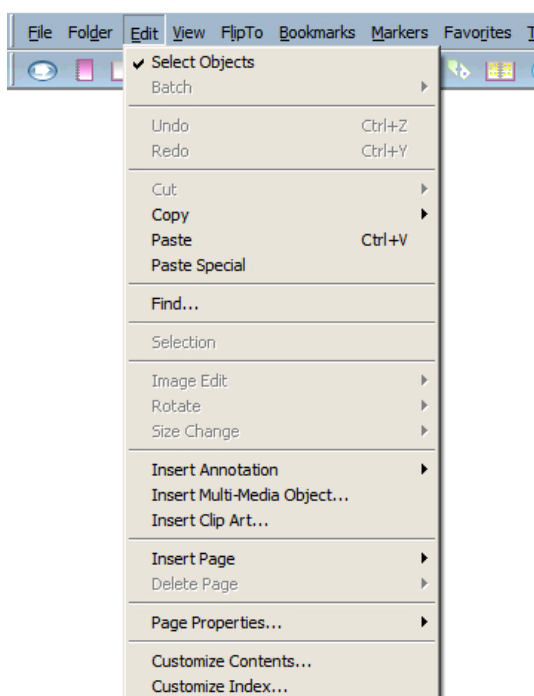 File Folder Edit View FlipTo Bookmarks Markers Favorites
Select Objects
Batch
Undo Ctrl+Z
Redo Ctrl+Y
Cut
Copy
Paste Ctrl+V
Paste Special
Find...
Selection
Image Edit
Rotate
Size Change
Insert Annotation
Insert Multi-Media Object...
Insert Clip Art...
Insert Page
Delete Page
Page Properties...
Customize Contents...
Customize Index...